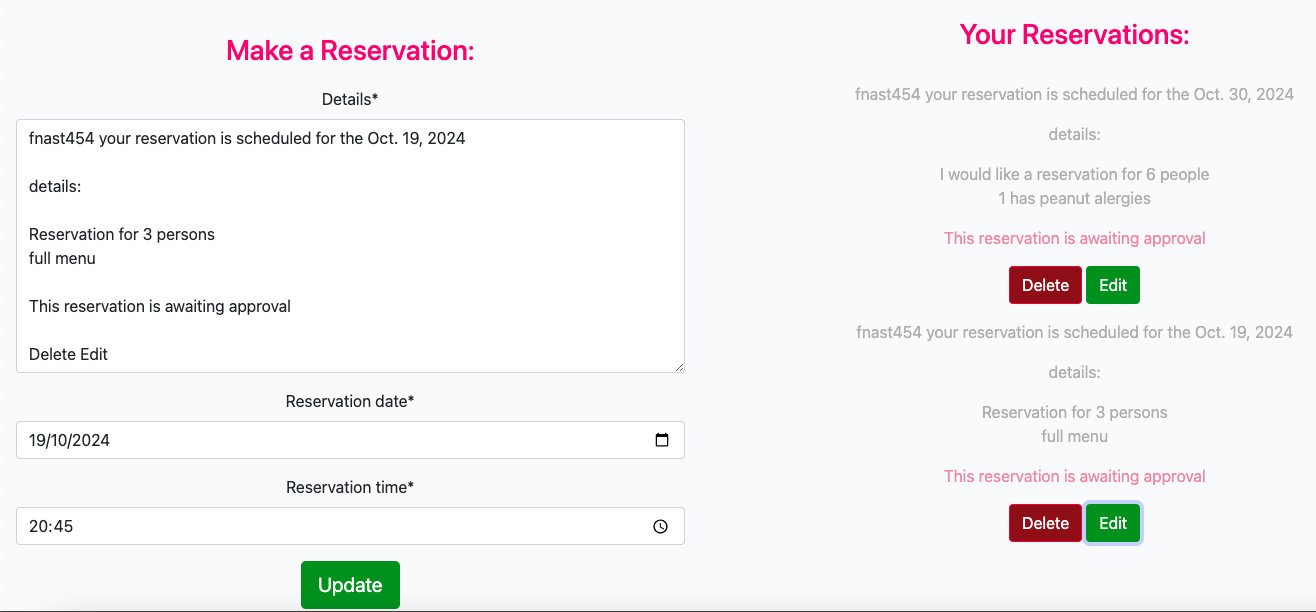 Make a Reservation:
Details*
fnast454 your reservation is scheduled for the Oct. 19, 2024
details:
Reservation for 3 persons
full menu
This reservation is awaiting approval
Delete Edit
Reservation date*
19/10/2024
Reservation time*
20:45
Update
Your Reservations:
fnast454 your reservation is scheduled for the Oct. 30, 2024
details:
I would like a reservation for 6 people
1 has peanut alergies
This reservation is awaiting approval
Delete Edit
fnast454 your reservation is scheduled for the Oct. 19, 2024
details:
Reservation for 3 persons
full menu
This reservation is awaiting approval
Delete Edit